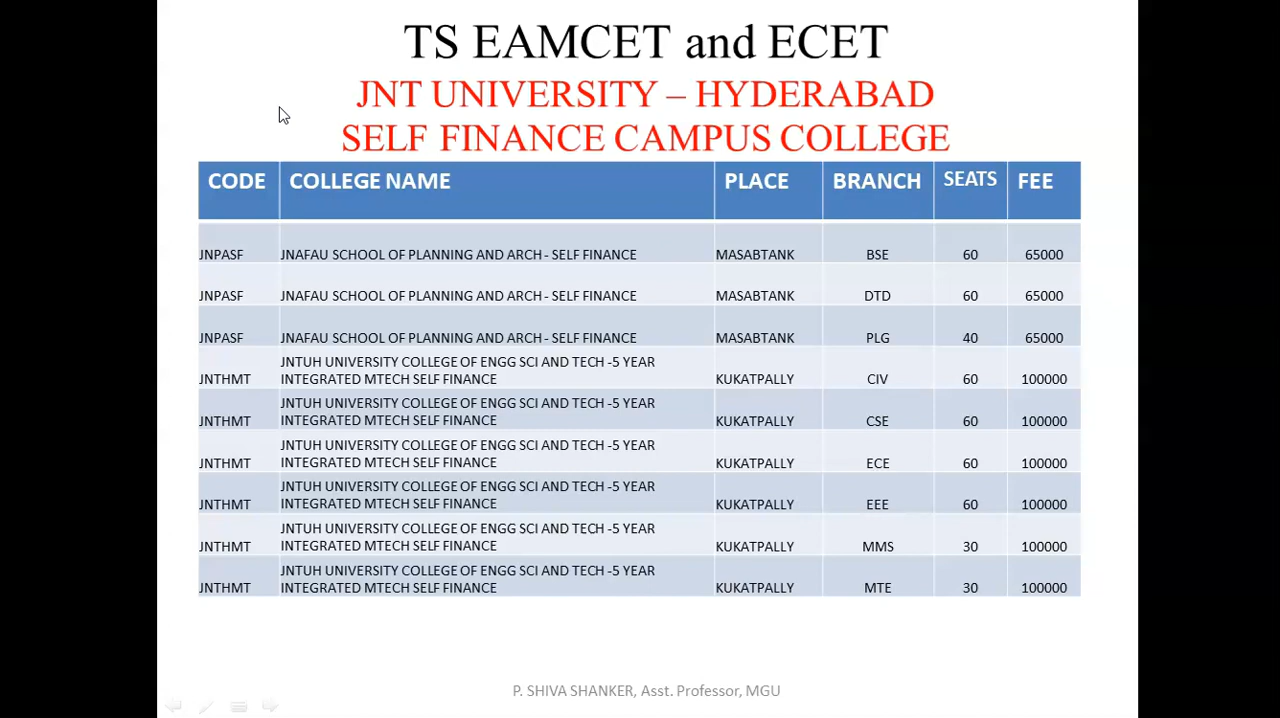 TS EAMCET and ECET
JNT UNIVERSITY – HYDERABAD
SELF FINANCE CAMPUS COLLEGE
CODE COLLEGE NAME PLACE BRANCH SEATS FEE
JNPASF JNAFAU SCHOOL OF PLANNING AND ARCH - SELF FINANCE MASABTANK BSE 60 65000
JNPASF JNAFAU SCHOOL OF PLANNING AND ARCH - SELF FINANCE MASABTANK DTD 60 65000
JNPASF JNAFAU SCHOOL OF PLANNING AND ARCH - SELF FINANCE MASABTANK PLG 40 65000
JNTUH UNIVERSITY COLLEGE OF ENGG SCI AND TECH -5 YEAR
JNTHMT INTEGRATED MTECH SELF FINANCE KUKATPALLY CIV 60 100000
JNTUH UNIVERSITY COLLEGE OF ENGG SCI AND TECH -5 YEAR
JNTHMT INTEGRATED MTECH SELF FINANCE KUKATPALLY CSE 60 100000
JNTUH UNIVERSITY COLLEGE OF ENGG SCI AND TECH -5 YEAR
JNTHMT INTEGRATED MTECH SELF FINANCE KUKATPALLY ECE 60 100000
JNTUH UNIVERSITY COLLEGE OF ENGG SCI AND TECH -5 YEAR
JNTHMT INTEGRATED MTECH SELF FINANCE KUKATPALLY EEE 60 100000
JNTUH UNIVERSITY COLLEGE OF ENGG SCI AND TECH -5 YEAR
JNTHMT INTEGRATED MTECH SELF FINANCE KUKATPALLY MMS 30 100000
JNTUH UNIVERSITY COLLEGE OF ENGG SCI AND TECH -5 YEAR
JNTHMT INTEGRATED MTECH SELF FINANCE KUKATPALLY MTE 30 100000
P. SHIVA SHANKER, Asst. Professor, MGU